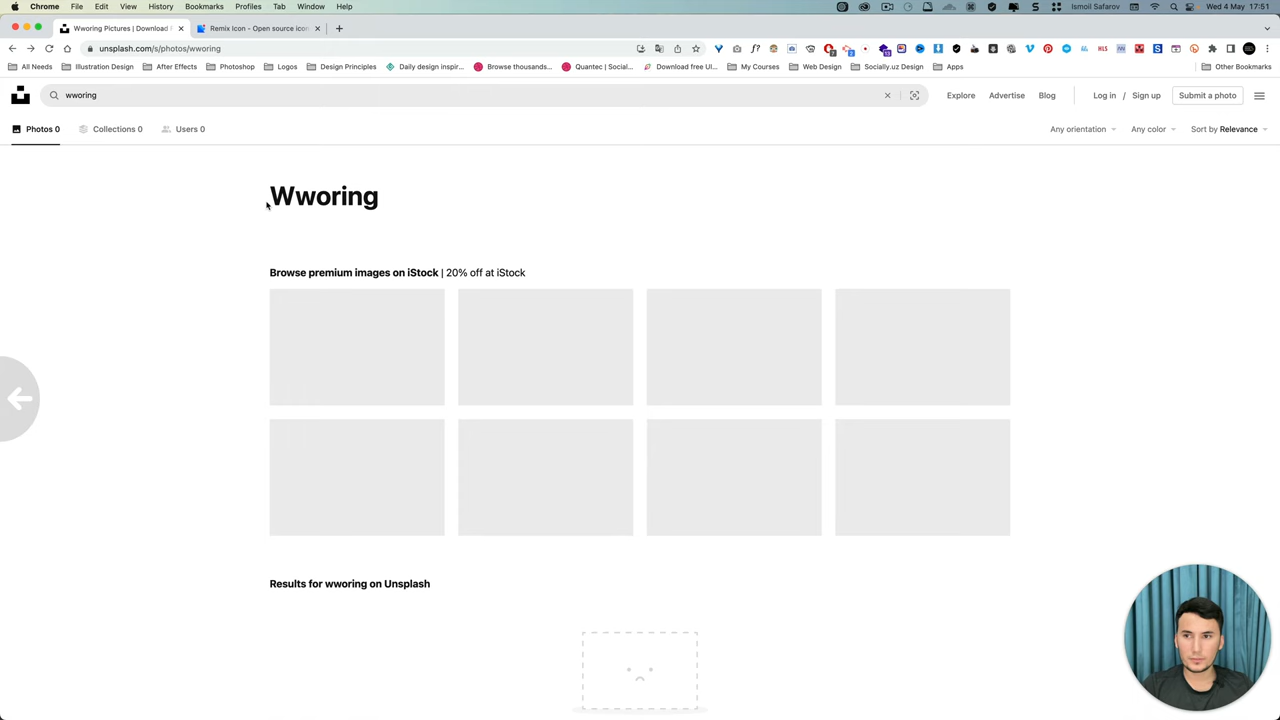 Chrome File Edit View History Bookmarks Profiles Tab Window Help Ismoil Safarov Wed 4 May 17:51
Wworing Pictures | Download F Remix Icon - Open source icon
unsplash.com/s/photos/wworing
All Needs Illustration Design After Effects Photoshop Logos Design Principles Daily design inspir... Browse thousands... Quantec | Social... Download free UI... My Courses Web Design Socially.uz Design Apps Other Bookmarks
wworing Explore Advertise Blog Log in / Sign up Submit a photo
Photos 0 Collections 0 Users 0 Any orientation Any color Sort by Relevance
Wworing
Browse premium images on iStock | 20% off at iStock
Results for wworing on Unsplash